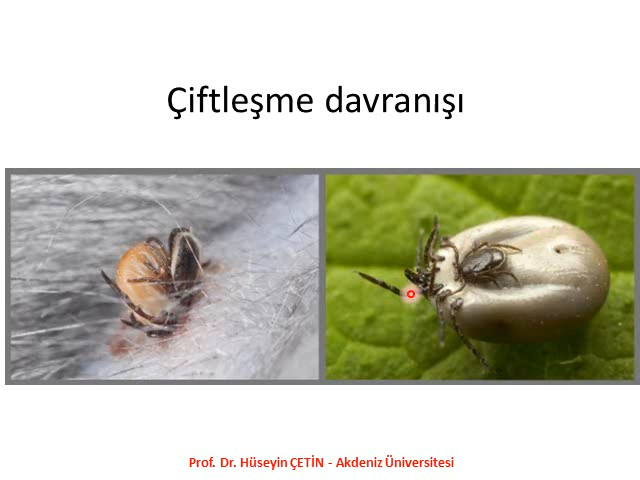 Çiftleşme davranışı
Prof. Dr. Hüseyin ÇETİN - Akdeniz Üniversitesi